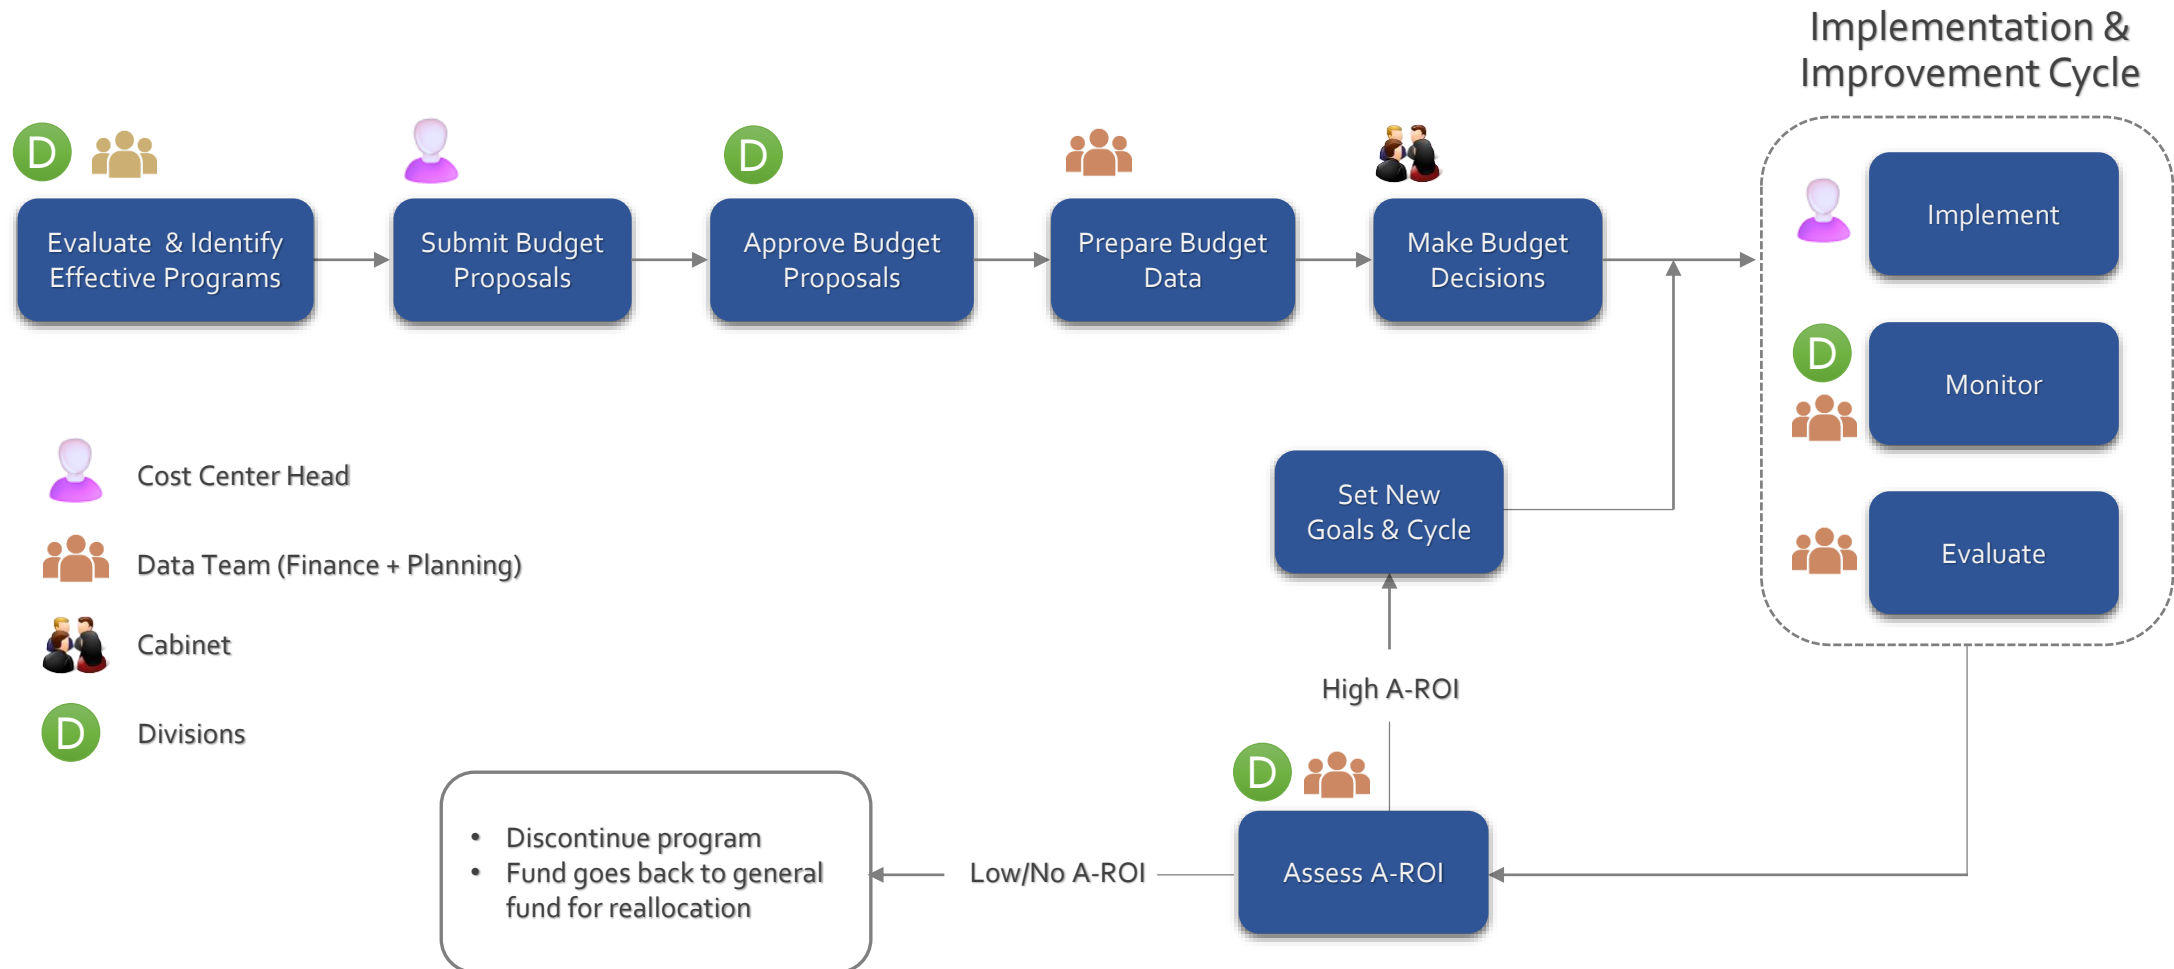 Implementation &
Improvement Cycle
D
D
Evaluate & Identify
Effective Programs
Submit Budget
Proposals
Approve Budget
Proposals
Prepare Budget
Data
Make Budget
Decisions
Implement
D
Monitor
Evaluate
Cost Center Head
Data Team (Finance + Planning)
Cabinet
D
Divisions
Set New
Goals & Cycle
High A-ROI
D
Assess A-ROI
Low/No A-ROI
• Discontinue program
• Fund goes back to general
fund for reallocation